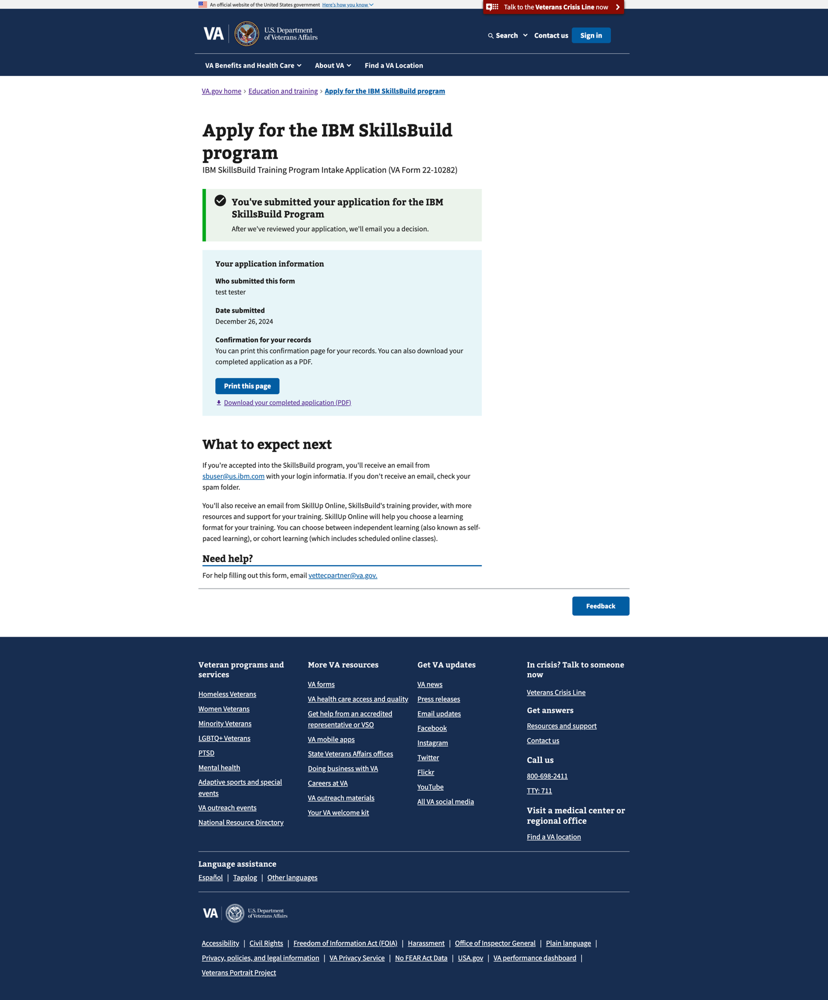 An official website of the United States government Here's how you know
Talk to the Veterans Crisis Line now
VA U.S. Department
of Veterans Affairs
Search Contact us Sign in
VA Benefits and Health Care About VA Find a VA Location
VA.gov home › Education and training › Apply for the IBM SkillsBuild program
Apply for the IBM SkillsBuild
program
IBM SkillsBuild Training Program Intake Application (VA Form 22-10282)
You've submitted your application for the IBM
SkillsBuild Program
After we've reviewed your application, we'll email you a decision.
Your application information
Who submitted this form
test tester
Date submitted
December 26, 2024
Confirmation for your records
You can print this confirmation page for your records. You can also download your
completed application as a PDF.
Print this page
Download your completed application (PDF)
What to expect next
If you're accepted into the SkillsBuild program, you'll receive an email from
sbuser@us.ibm.com with your login informatia. If you don't receive an email, check your
spam folder.
You'll also receive an email from SkillUp Online, SkillsBuild's training provider, with more
resources and support for your training. SkillUp Online will help you choose a learning
format for your training. You can choose between independent learning (also known as self-
paced learning), or cohort learning (which includes scheduled online classes).
Need help?
For help filling out this form, email vettecpartner@va.gov.
Feedback
Veteran programs and
services
Homeless Veterans
Women Veterans
Minority Veterans
LGBTQ+ Veterans
PTSD
Mental health
Adaptive sports and special
events
VA outreach events
National Resource Directory
More VA resources
VA forms
VA health care access and quality
Get help from an accredited
representative or VSO
VA mobile apps
State Veterans Affairs offices
Doing business with VA
Careers at VA
VA outreach materials
Your VA welcome kit
Get VA updates
VA news
Press releases
Email updates
Facebook
Instagram
Twitter
Flickr
YouTube
All VA social media
In crisis? Talk to someone
now
Veterans Crisis Line
Get answers
Resources and support
Contact us
Call us
800-698-2411
TTY: 711
Visit a medical center or
regional office
Find a VA location
Language assistance
Español | Tagalog | Other languages
VA U.S. Department
of Veterans Affairs
Accessibility | Civil Rights | Freedom of Information Act (FOIA) | Harassment | Office of Inspector General | Plain language |
Privacy, policies, and legal information | VA Privacy Service | No FEAR Act Data | USA.gov | VA performance dashboard |
Veterans Portrait Project